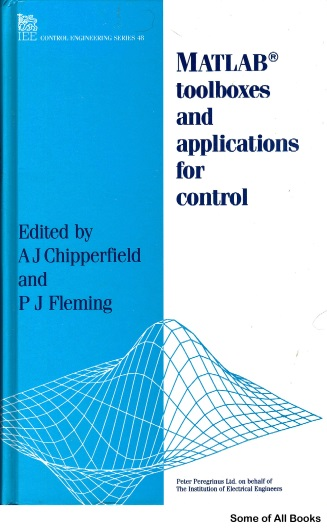 IEE CONTROL ENGINEERING SERIES 48
MATLAB®
toolboxes
and
applications
for
control
Edited by
A J Chipperfield
and
P J Fleming
Peter Peregrinus Ltd. on behalf of
The Institution of Electrical Engineers
Some of All Books